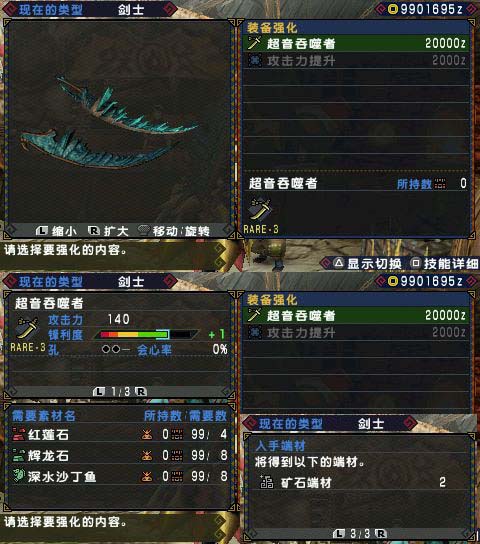 现在的类型 剑士
9901695z
装备强化
超音吞噬者 20000z
攻击力提升 2000z
超音吞噬者 所持数 0
RARE-3
L 缩小 R 扩大 移动/旋转
请选择要强化的内容。
△显示切换 □技能详细
现在的类型 剑士
9901695z
超音吞噬者
攻击力 140
锋利度 +1
RARE-3
孔 ○○— 会心率 0%
L 1/3 R
需要素材名 所持数/需要数
红莲石 0 99/ 4
辉龙石 0 99/ 8
深水沙丁鱼 0 99/ 8
请选择要强化的内容。
装备强化
超音吞噬者 20000z
攻击力提升 2000z
现在的类型 剑士
入手端材
将得到以下的端材。
矿石端材 2
L 3/3 R